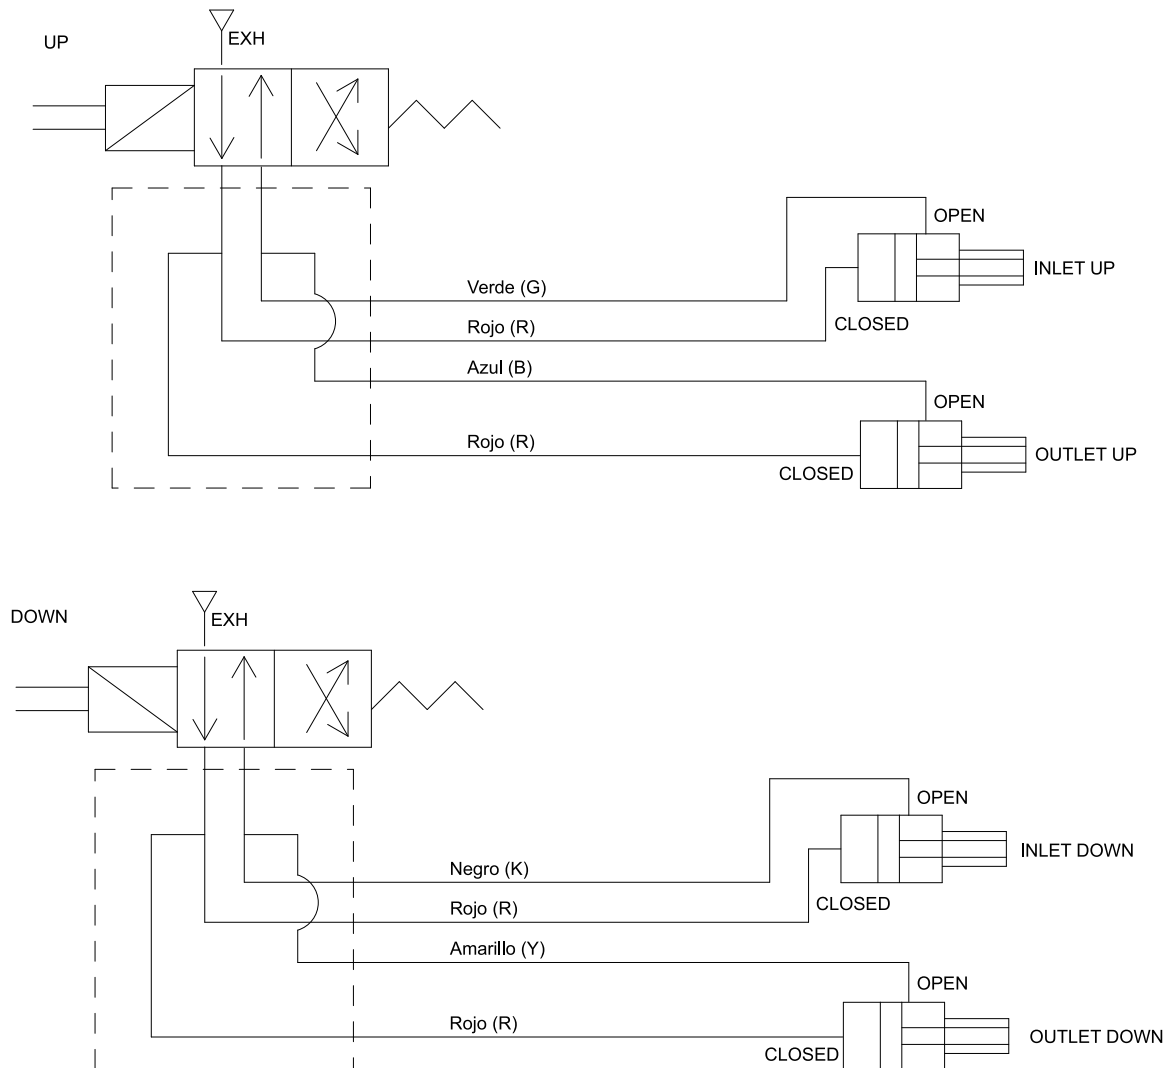 UP
EXH
OPEN
INLET UP
Verde (G)
CLOSED
Rojo (R)
Azul (B)
OPEN
Rojo (R)
OUTLET UP
CLOSED
DOWN
EXH
OPEN
INLET DOWN
Negro (K)
CLOSED
Rojo (R)
Amarillo (Y)
OPEN
Rojo (R)
OUTLET DOWN
CLOSED